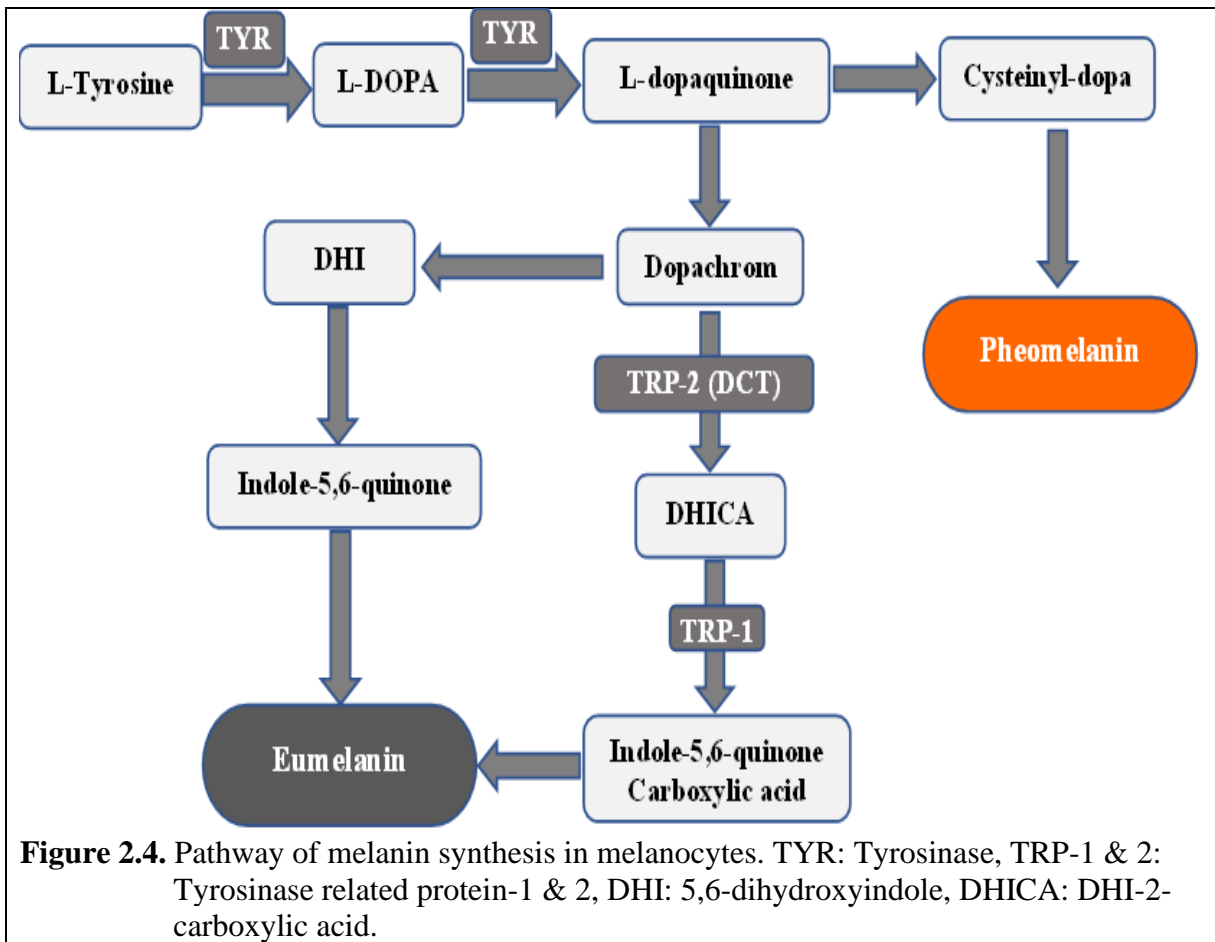 TYR
TYR
L-Tyrosine
L-DOPA
L-dopaquinone
Cysteinyl-dopa
DHI
Dopachrom
Pheomelanin
TRP-2 (DCT)
Indole-5,6-quinone
DHICA
TRP-1
Eumelanin
Indole-5,6-quinone
Carboxylic acid
Figure 2.4. Pathway of melanin synthesis in melanocytes. TYR: Tyrosinase, TRP-1 & 2:
Tyrosinase related protein-1 & 2, DHI: 5,6-dihydroxyindole, DHICA: DHI-2-
carboxylic acid.